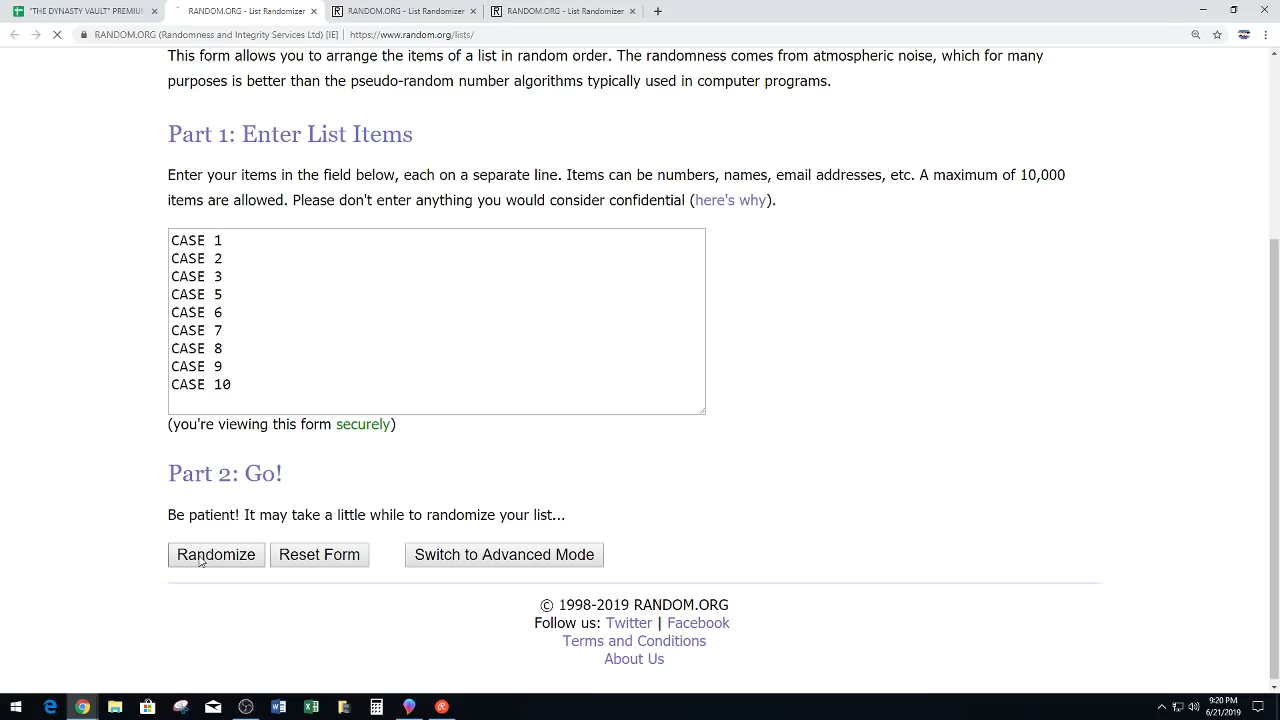 "THE DYNASTY VAULT" PREMIU
RANDOM.ORG - List Randomizer
RANDOM.ORG - List Randomizer
RANDOM.ORG - List Randomizer
RANDOM.ORG (Randomness and Integrity Services Ltd) [IE] | https://www.random.org/lists/
This form allows you to arrange the items of a list in random order. The randomness comes from atmospheric noise, which for many
purposes is better than the pseudo-random number algorithms typically used in computer programs.
Part 1: Enter List Items
Enter your items in the field below, each on a separate line. Items can be numbers, names, email addresses, etc. A maximum of 10,000
items are allowed. Please don't enter anything you would consider confidential (here's why).
CASE 1
CASE 2
CASE 3
CASE 5
CASE 6
CASE 7
CASE 8
CASE 9
CASE 10
(you're viewing this form securely)
Part 2: Go!
Be patient! It may take a little while to randomize your list...
Randomize Reset Form Switch to Advanced Mode
© 1998-2019 RANDOM.ORG
Follow us: Twitter | Facebook
Terms and Conditions
About Us
9:20 PM
6/21/2019